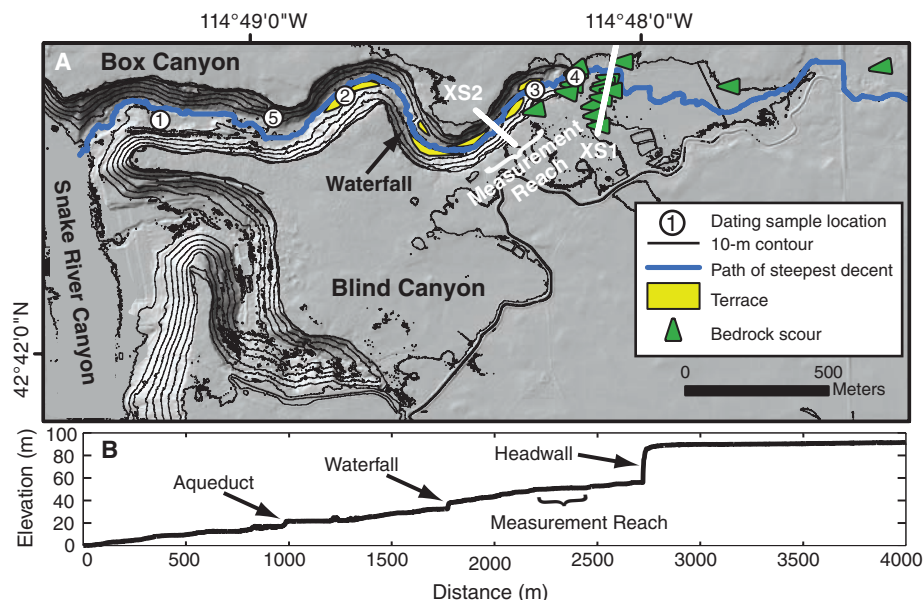 114°49'0"W
114°48'0"W
A
Box Canyon
1
5
2
XS2
3
4
XS1
Measurement
Reach
Waterfall
Snake River Canyon
Blind Canyon
42°42'0"N
1 Dating sample location
10-m contour
Path of steepest decent
Terrace
Bedrock scour
0 500
Meters
B
100
80
60
40
20
0
Elevation (m)
Aqueduct
Waterfall
Headwall
Measurement Reach
0 500 1000 1500 2000 2500 3000 3500 4000
Distance (m)